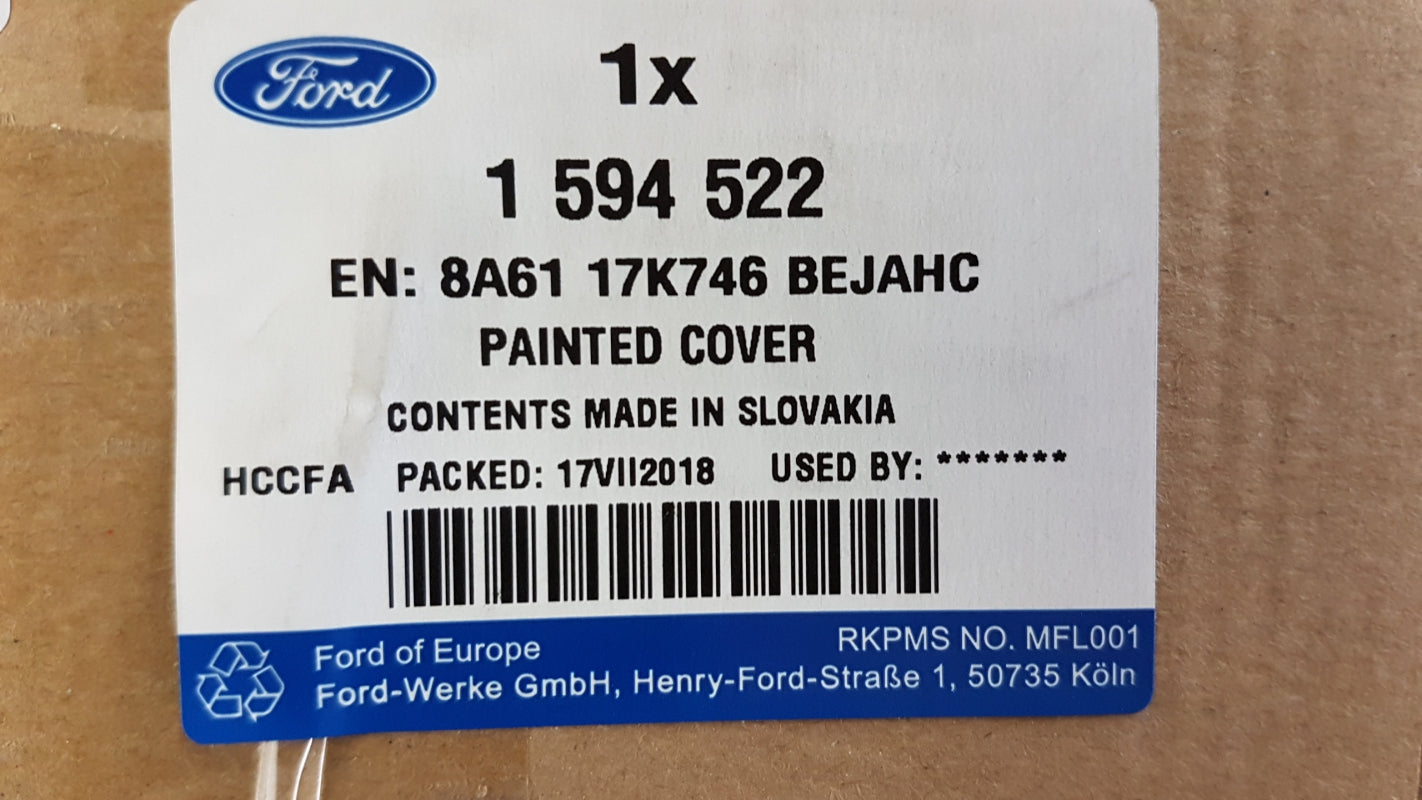 Ford
1x
1 594 522
EN: 8A61 17K746 BEJAHC
PAINTED COVER
CONTENTS MADE IN SLOVAKIA
HCCFA PACKED: 17VII2018 USED BY: *******
Ford of Europe RKPMS NO. MFL001
Ford-Werke GmbH, Henry-Ford-Straße 1, 50735 Köln